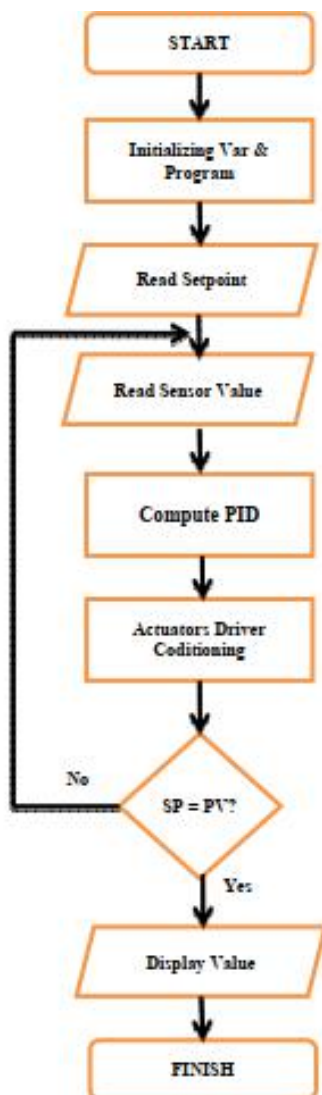 START
Initializing Var &
Program
Read Setpoint
Read Sensor Value
Compute PID
Actuators Driver
Coditioning
No
SP = PV?
Yes
Display Value
FINISH